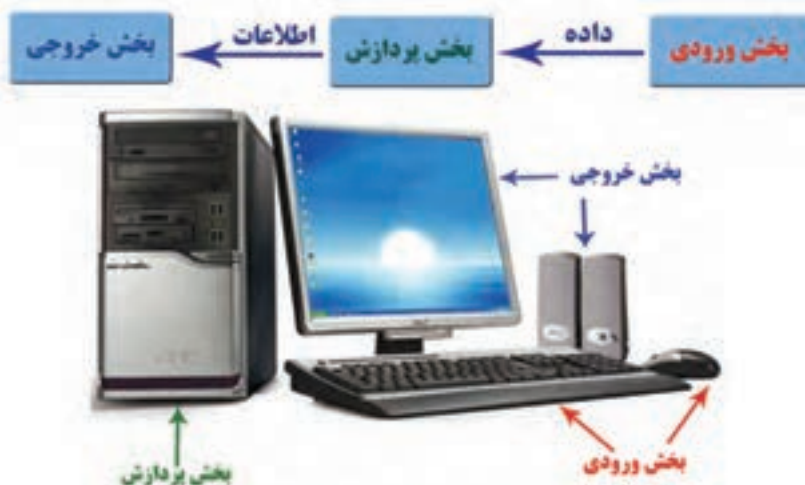 بخش ورودی
داده
بخش پردازش
اطلاعات
بخش خروجی
بخش خروجی
بخش ورودی
بخش پردازش